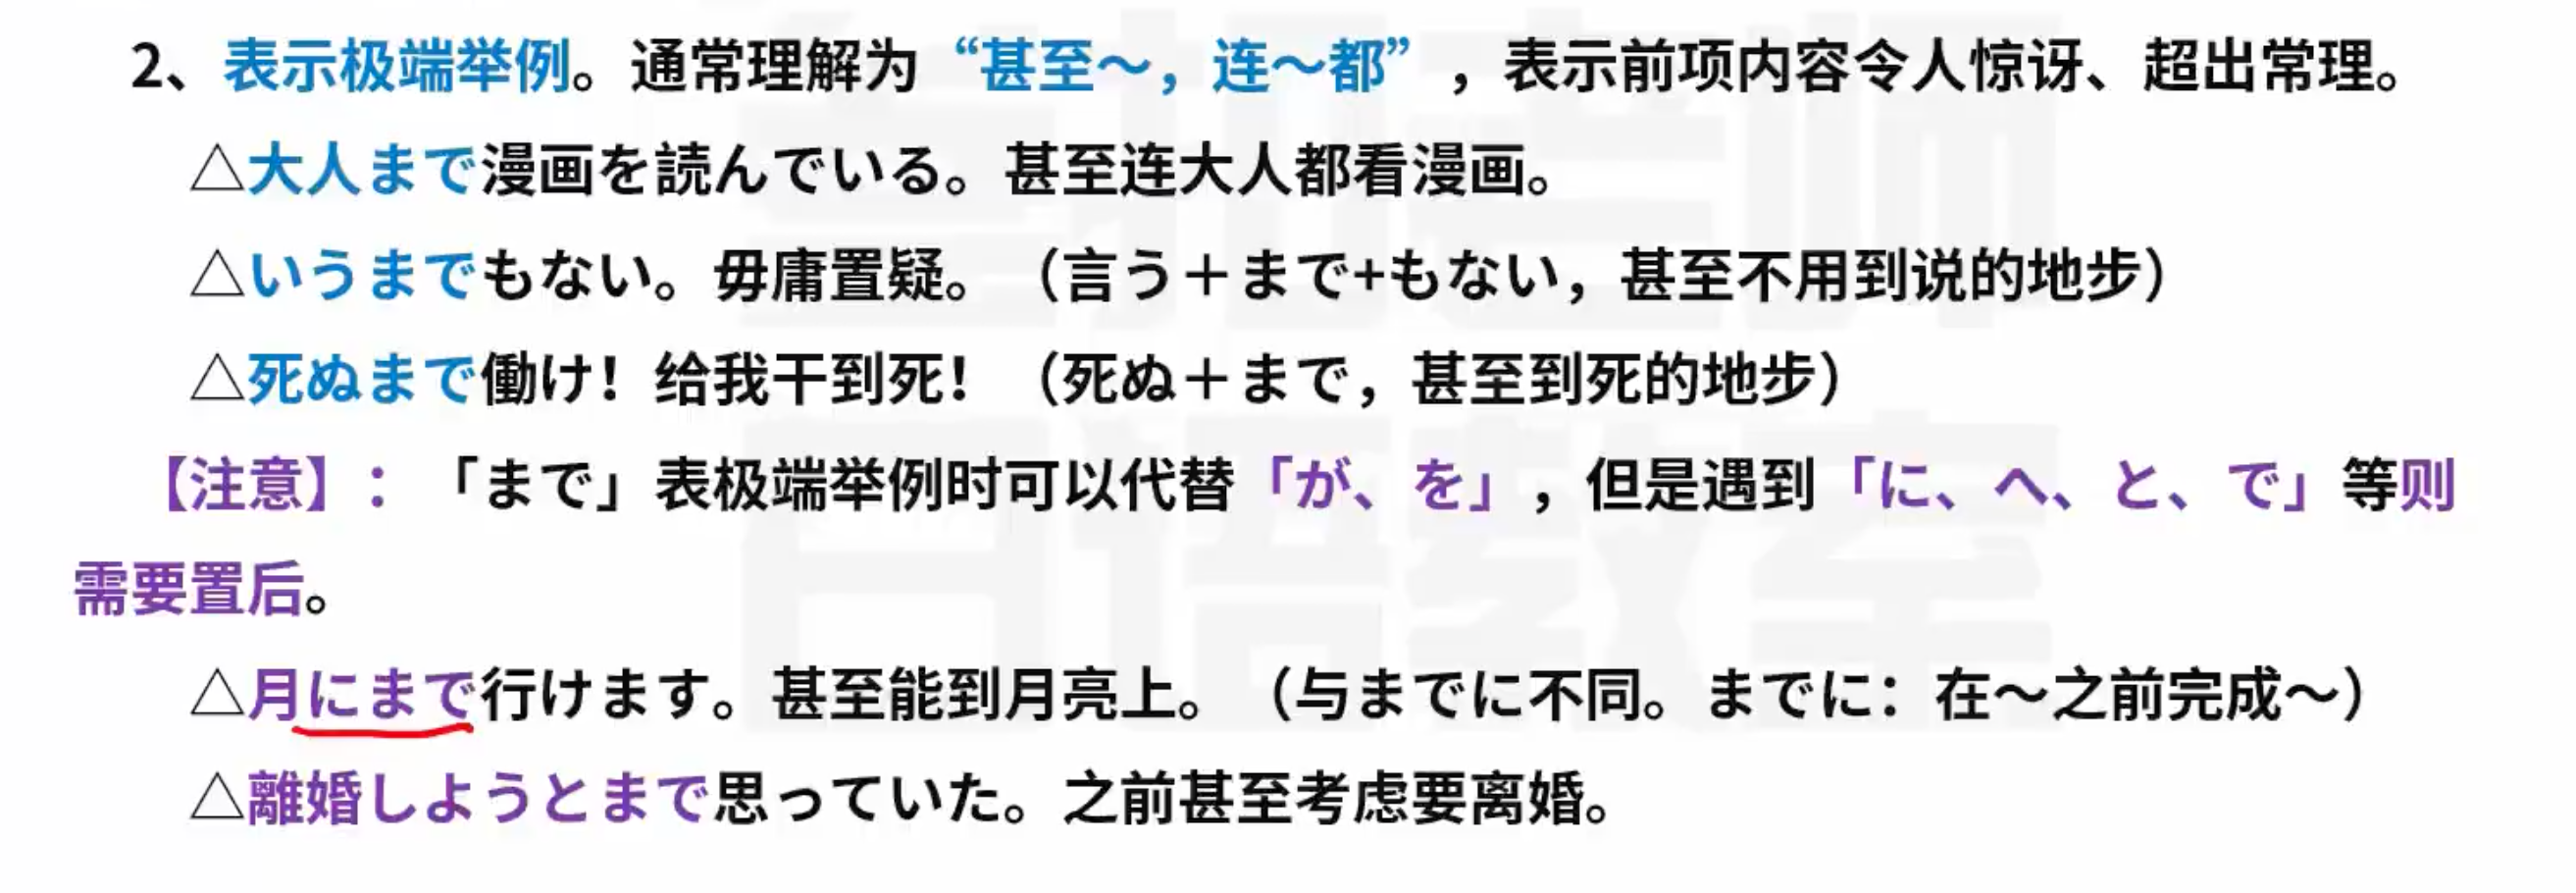 2、表示极端举例。通常理解为“甚至～，连～都”，表示前项内容令人惊讶、超出常理。
△大人まで漫画を読んでいる。甚至连大人都看漫画。
△いうまでもない。毋庸置疑。（言う＋まで+もない，甚至不用到说的地步）
△死ぬまで働け！给我干到死！（死ぬ＋まで，甚至到死的地步）
【注意】：「まで」表极端举例时可以代替「が、を」，但是遇到「に、へ、と、で」等则
需要置后。
△月にまで行けます。甚至能到月亮上。（与までに不同。までに：在～之前完成～）
△離婚しようとまで思っていた。之前甚至考虑要离婚。